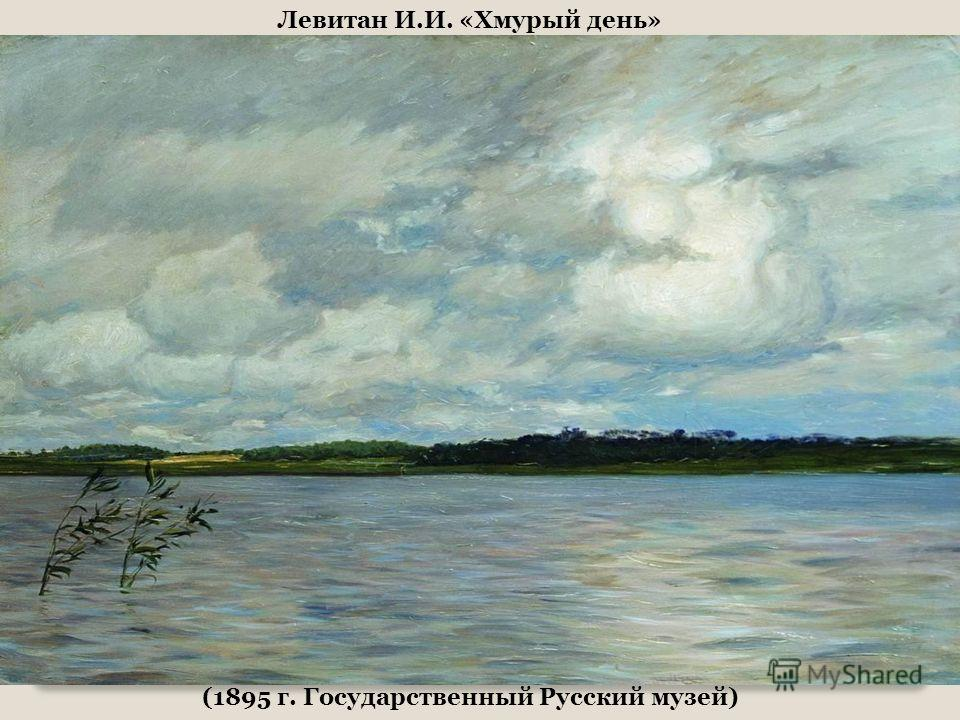 Левитан И.И. «Хмурый день»
(1895 г. Государственный Русский музей)
MyShared